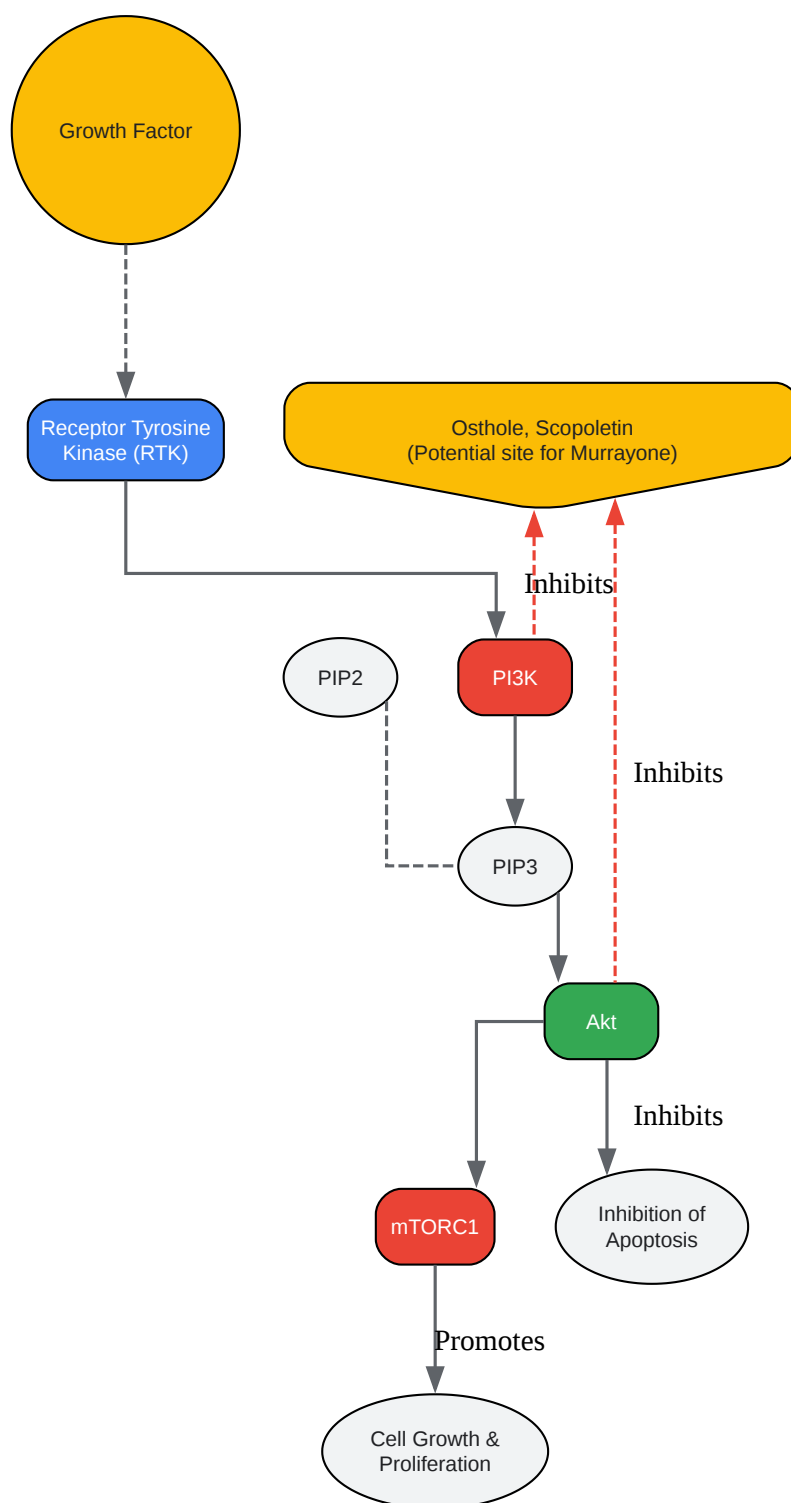 Growth Factor
Receptor Tyrosine
Kinase (RTK)
Osthole, Scopoletin
(Potential site for Murrayone)
Inhibits
PIP2
PI3K
Inhibits
PIP3
Akt
Inhibits
mTORC1
Inhibition of
Apoptosis
Promotes
Cell Growth &
Proliferation